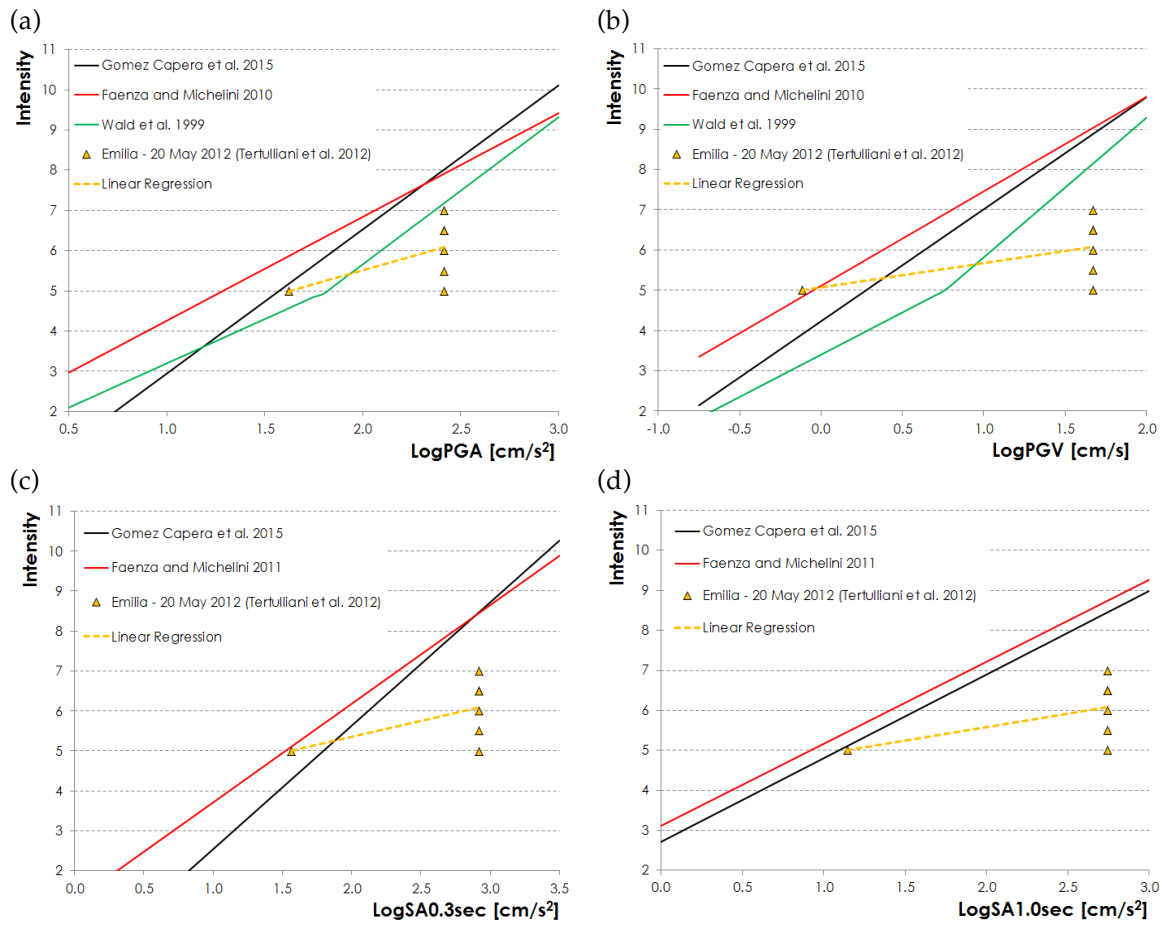 (a)
Intensity
11
10
9
8
7
6
5
4
3
2
Gomez Capera et al. 2015
Faenza and Michelini 2010
Wald et al. 1999
Emilia - 20 May 2012 (Tertulliani et al. 2012)
Linear Regression
0.5 1.0 1.5 2.0 2.5 3.0
LogPGA [cm/s²]
(b)
Intensity
11
10
9
8
7
6
5
4
3
2
Gomez Capera et al. 2015
Faenza and Michelini 2010
Wald et al. 1999
Emilia - 20 May 2012 (Tertulliani et al. 2012)
Linear Regression
-1.0 -0.5 0.0 0.5 1.0 1.5 2.0
LogPGV [cm/s]
(c)
Intensity
11
10
9
8
7
6
5
4
3
2
Gomez Capera et al. 2015
Faenza and Michelini 2011
Emilia - 20 May 2012 (Tertulliani et al. 2012)
Linear Regression
0.0 0.5 1.0 1.5 2.0 2.5 3.0 3.5
LogSA0.3sec [cm/s²]
(d)
Intensity
11
10
9
8
7
6
5
4
3
2
Gomez Capera et al. 2015
Faenza and Michelini 2011
Emilia - 20 May 2012 (Tertulliani et al. 2012)
Linear Regression
0.0 0.5 1.0 1.5 2.0 2.5 3.0
LogSA1.0sec [cm/s²]